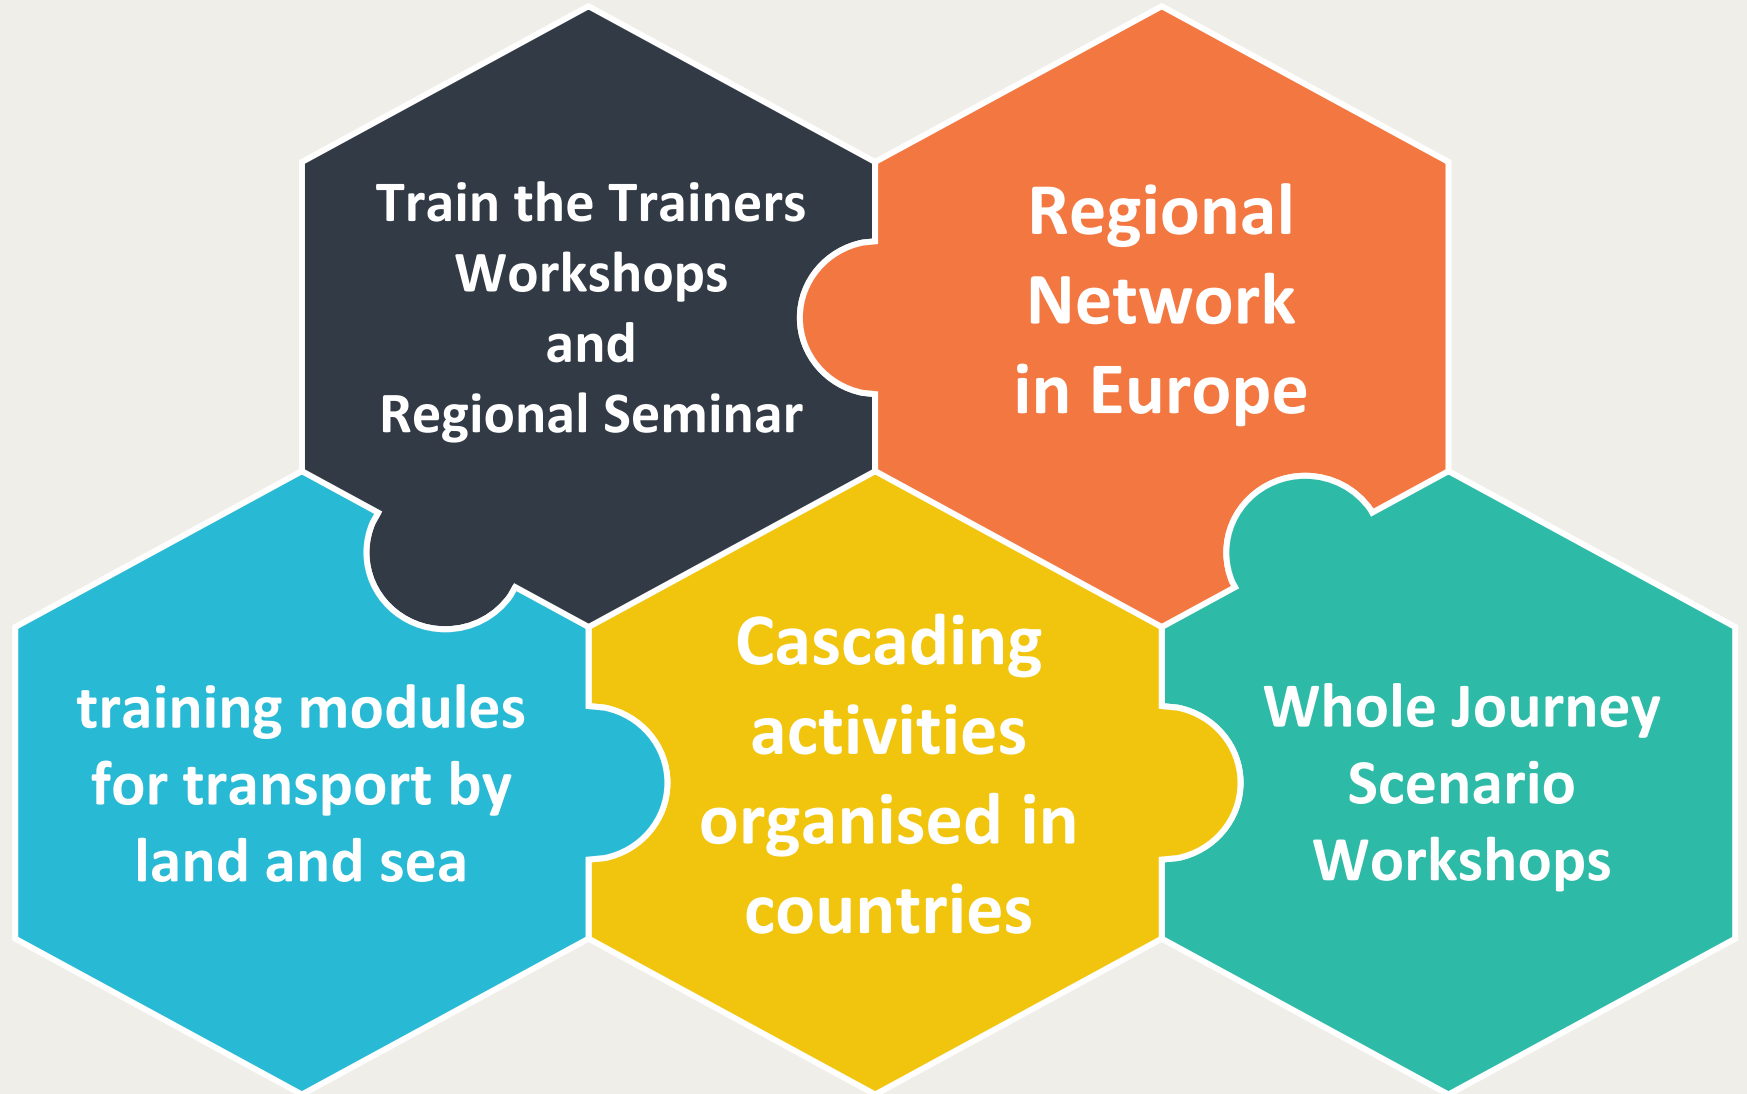 Train the Trainers
Workshops
and
Regional Seminar
Regional
Network
in Europe
training modules
for transport by
land and sea
Cascading
activities
organised in
countries
Whole Journey
Scenario
Workshops